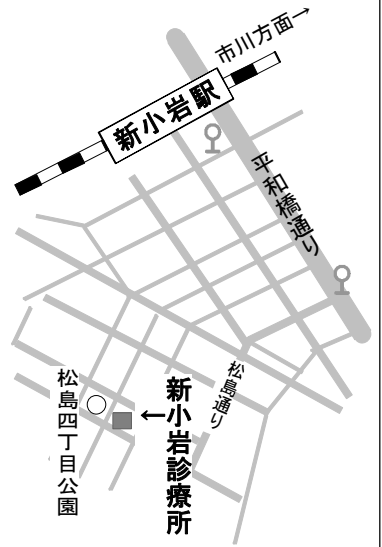 市川方面→
新小岩駅
平和橋通り
松島通り
松島四丁目公園
←新小岩診療所